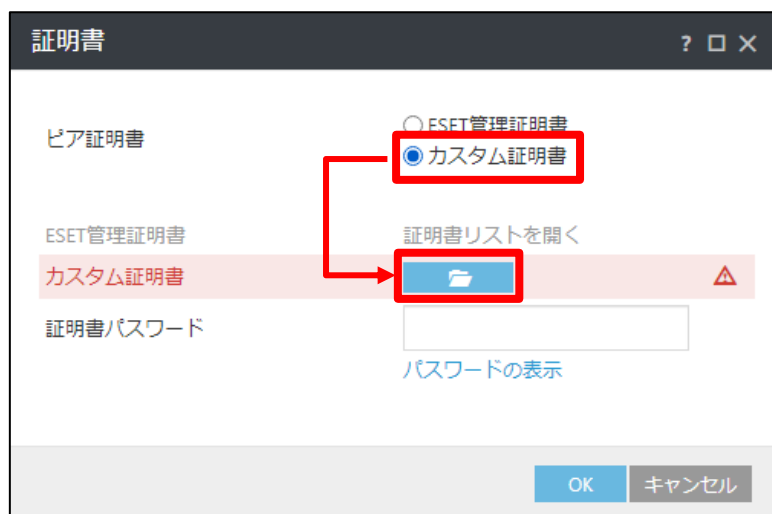 証明書
?
ピア証明書
ESET管理証明書
カスタム証明書
ESET管理証明書 証明書リストを開く
カスタム証明書
証明書パスワード
パスワードの表示
OK キャンセル